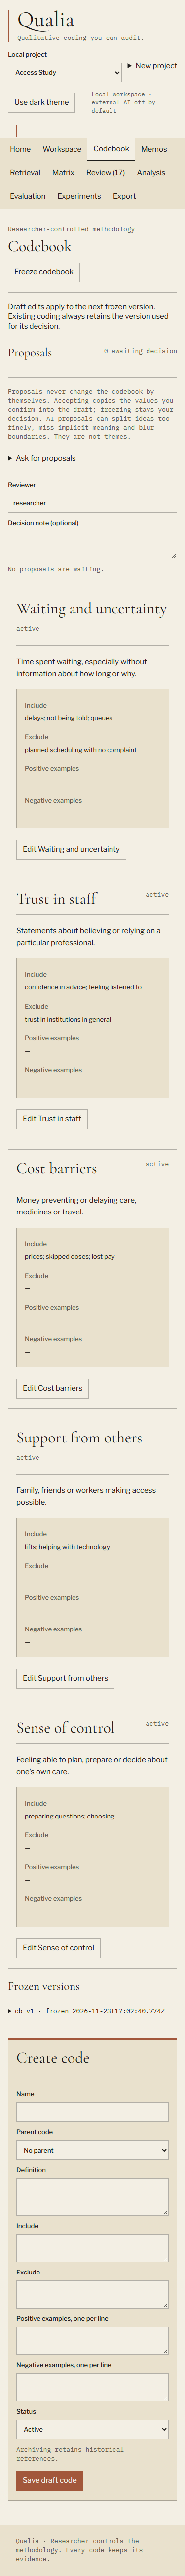 Qualia
Qualitative coding you can audit.
Local project
Access Study
New project
Use dark theme
Local workspace ·
external AI off by
default
Home Workspace Codebook Memos
Retrieval Matrix Review (17) Analysis
Evaluation Experiments Export
Researcher-controlled methodology
Codebook
Freeze codebook
Draft edits apply to the next frozen version.
Existing coding always retains the version used
for its decision.
Proposals
0 awaiting decision
Proposals never change the codebook by
themselves. Accepting copies the values you
confirm into the draft; freezing stays your
decision. AI proposals can split ideas too
finely, miss implicit meaning and blur
boundaries. They are not themes.
Ask for proposals
Reviewer
researcher
Decision note (optional)
No proposals are waiting.
Waiting and uncertainty
active
Time spent waiting, especially without
information about how long or why.
Include
delays; not being told; queues
Exclude
planned scheduling with no complaint
Positive examples
—
Negative examples
—
Edit Waiting and uncertainty
Trust in staff
active
Statements about believing or relying on a
particular professional.
Include
confidence in advice; feeling listened to
Exclude
trust in institutions in general
Positive examples
—
Negative examples
—
Edit Trust in staff
Cost barriers
active
Money preventing or delaying care,
medicines or travel.
Include
prices; skipped doses; lost pay
Exclude
—
Positive examples
—
Negative examples
—
Edit Cost barriers
Support from others
active
Family, friends or workers making access
possible.
Include
lifts; helping with technology
Exclude
—
Positive examples
—
Negative examples
—
Edit Support from others
Sense of control
active
Feeling able to plan, prepare or decide about
one's own care.
Include
preparing questions; choosing
Exclude
—
Positive examples
—
Negative examples
—
Edit Sense of control
Frozen versions
cb_v1 · frozen 2026-11-23T17:02:40.774Z
Create code
Name
Parent code
No parent
Definition
Include
Exclude
Positive examples, one per line
Negative examples, one per line
Status
Active
Archiving retains historical
references.
Save draft code
Qualia · Researcher controls the
methodology. Every code keeps its
evidence.